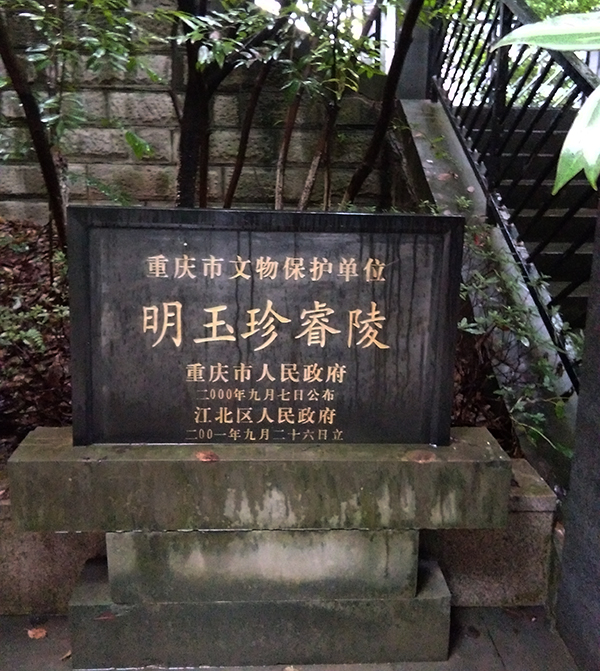 重庆市文物保护单位
明玉珍睿陵
重庆市人民政府
二000年九月七日公布
江北区人民政府
二00一年九月二十六日立